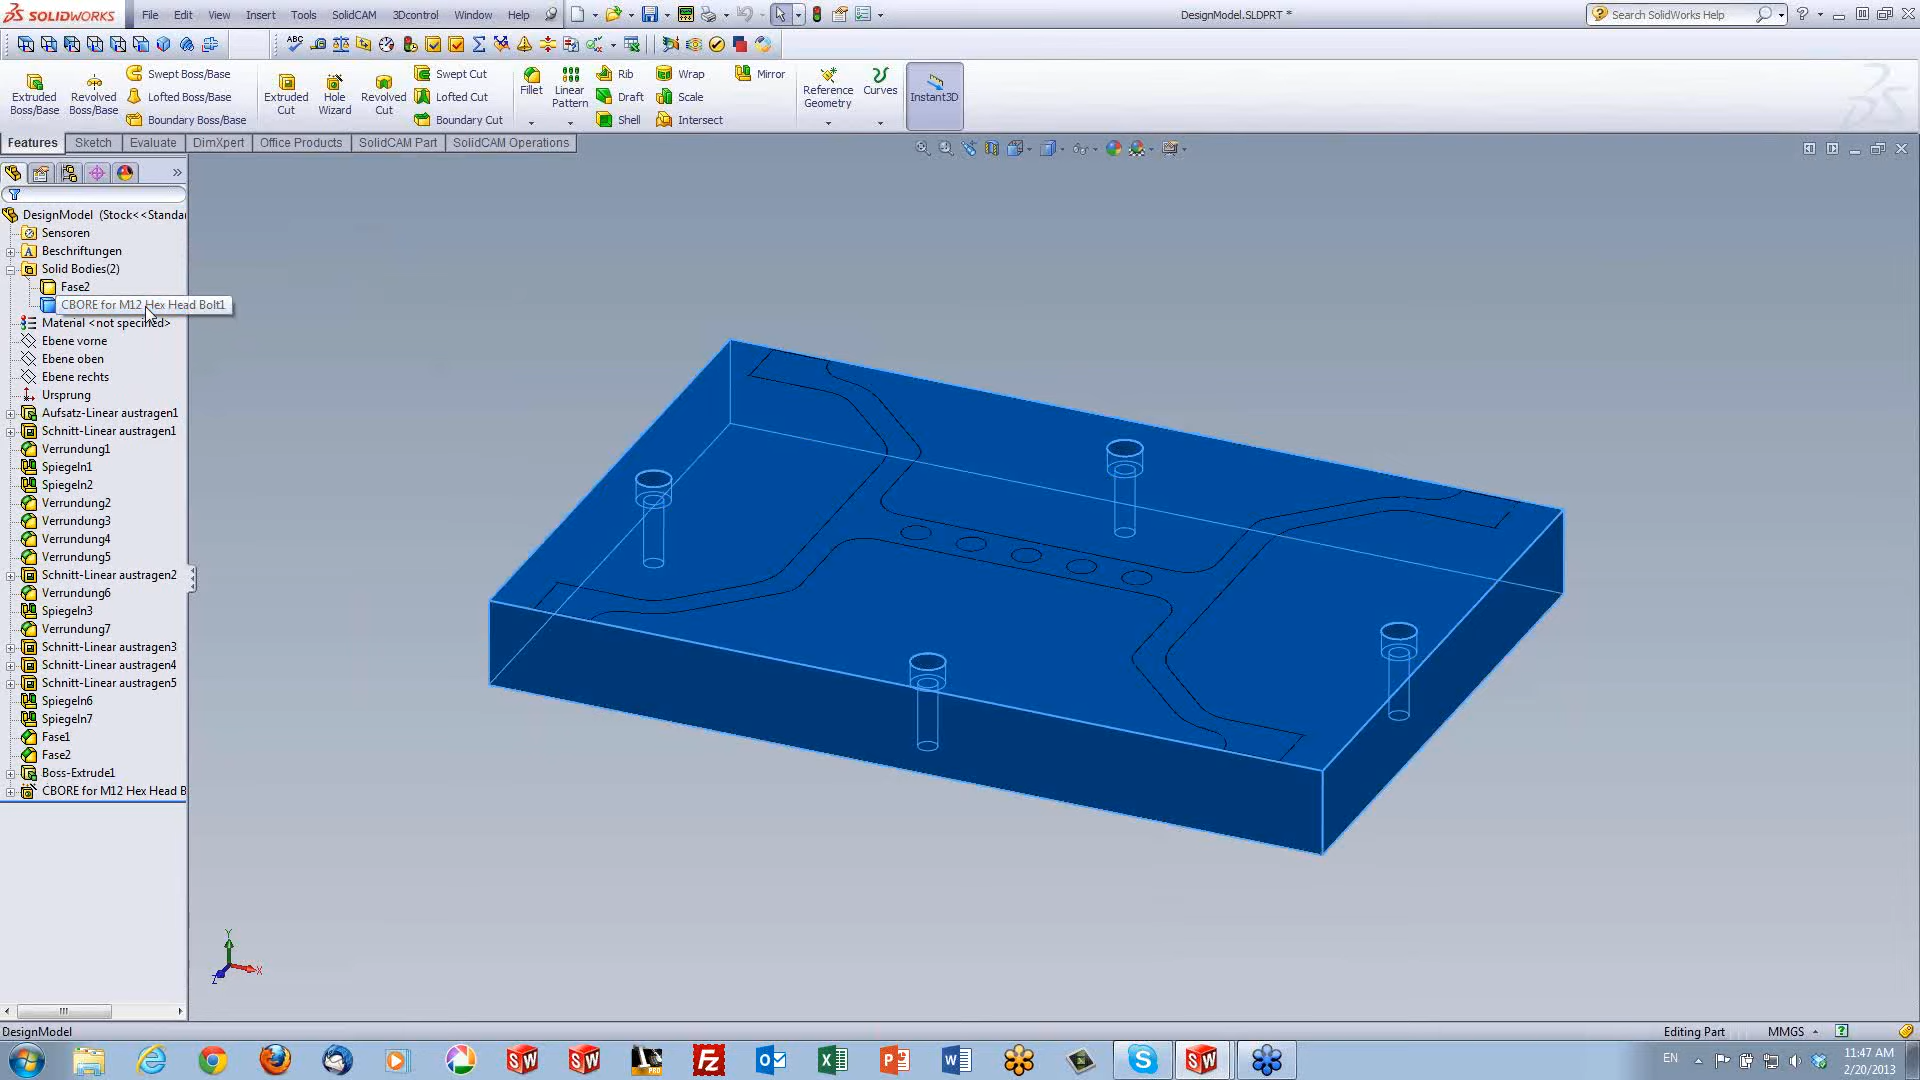 SOLIDWORKS File Edit View Insert Tools SolidCAM 3Dcontrol Window Help DesignModel.SLDPRT * Search SolidWorks Help
Extruded Boss/Base
Revolved Boss/Base
Swept Boss/Base
Lofted Boss/Base
Boundary Boss/Base
Extruded Cut
Hole Wizard
Revolved Cut
Swept Cut
Lofted Cut
Boundary Cut
Fillet
Linear Pattern
Rib
Draft
Shell
Wrap
Scale
Intersect
Mirror
Reference Geometry
Curves
Instant3D
Features Sketch Evaluate DimXpert Office Products SolidCAM Part SolidCAM Operations
DesignModel (Stock<<Standa
Sensoren
Beschriftungen
Solid Bodies(2)
Fase2
CBORE for M12 Hex Head Bolt1
Material <not specified>
Ebene vorne
Ebene oben
Ebene rechts
Ursprung
Aufsatz-Linear austragen1
Schnitt-Linear austragen1
Verrundung1
Spiegeln1
Spiegeln2
Verrundung2
Verrundung3
Verrundung4
Verrundung5
Schnitt-Linear austragen2
Verrundung6
Spiegeln3
Verrundung7
Schnitt-Linear austragen3
Schnitt-Linear austragen4
Schnitt-Linear austragen5
Spiegeln6
Spiegeln7
Fase1
Fase2
Boss-Extrude1
CBORE for M12 Hex Head B
Y
X
Z
DesignModel Editing Part MMGS
EN 11:47 AM
2/20/2013